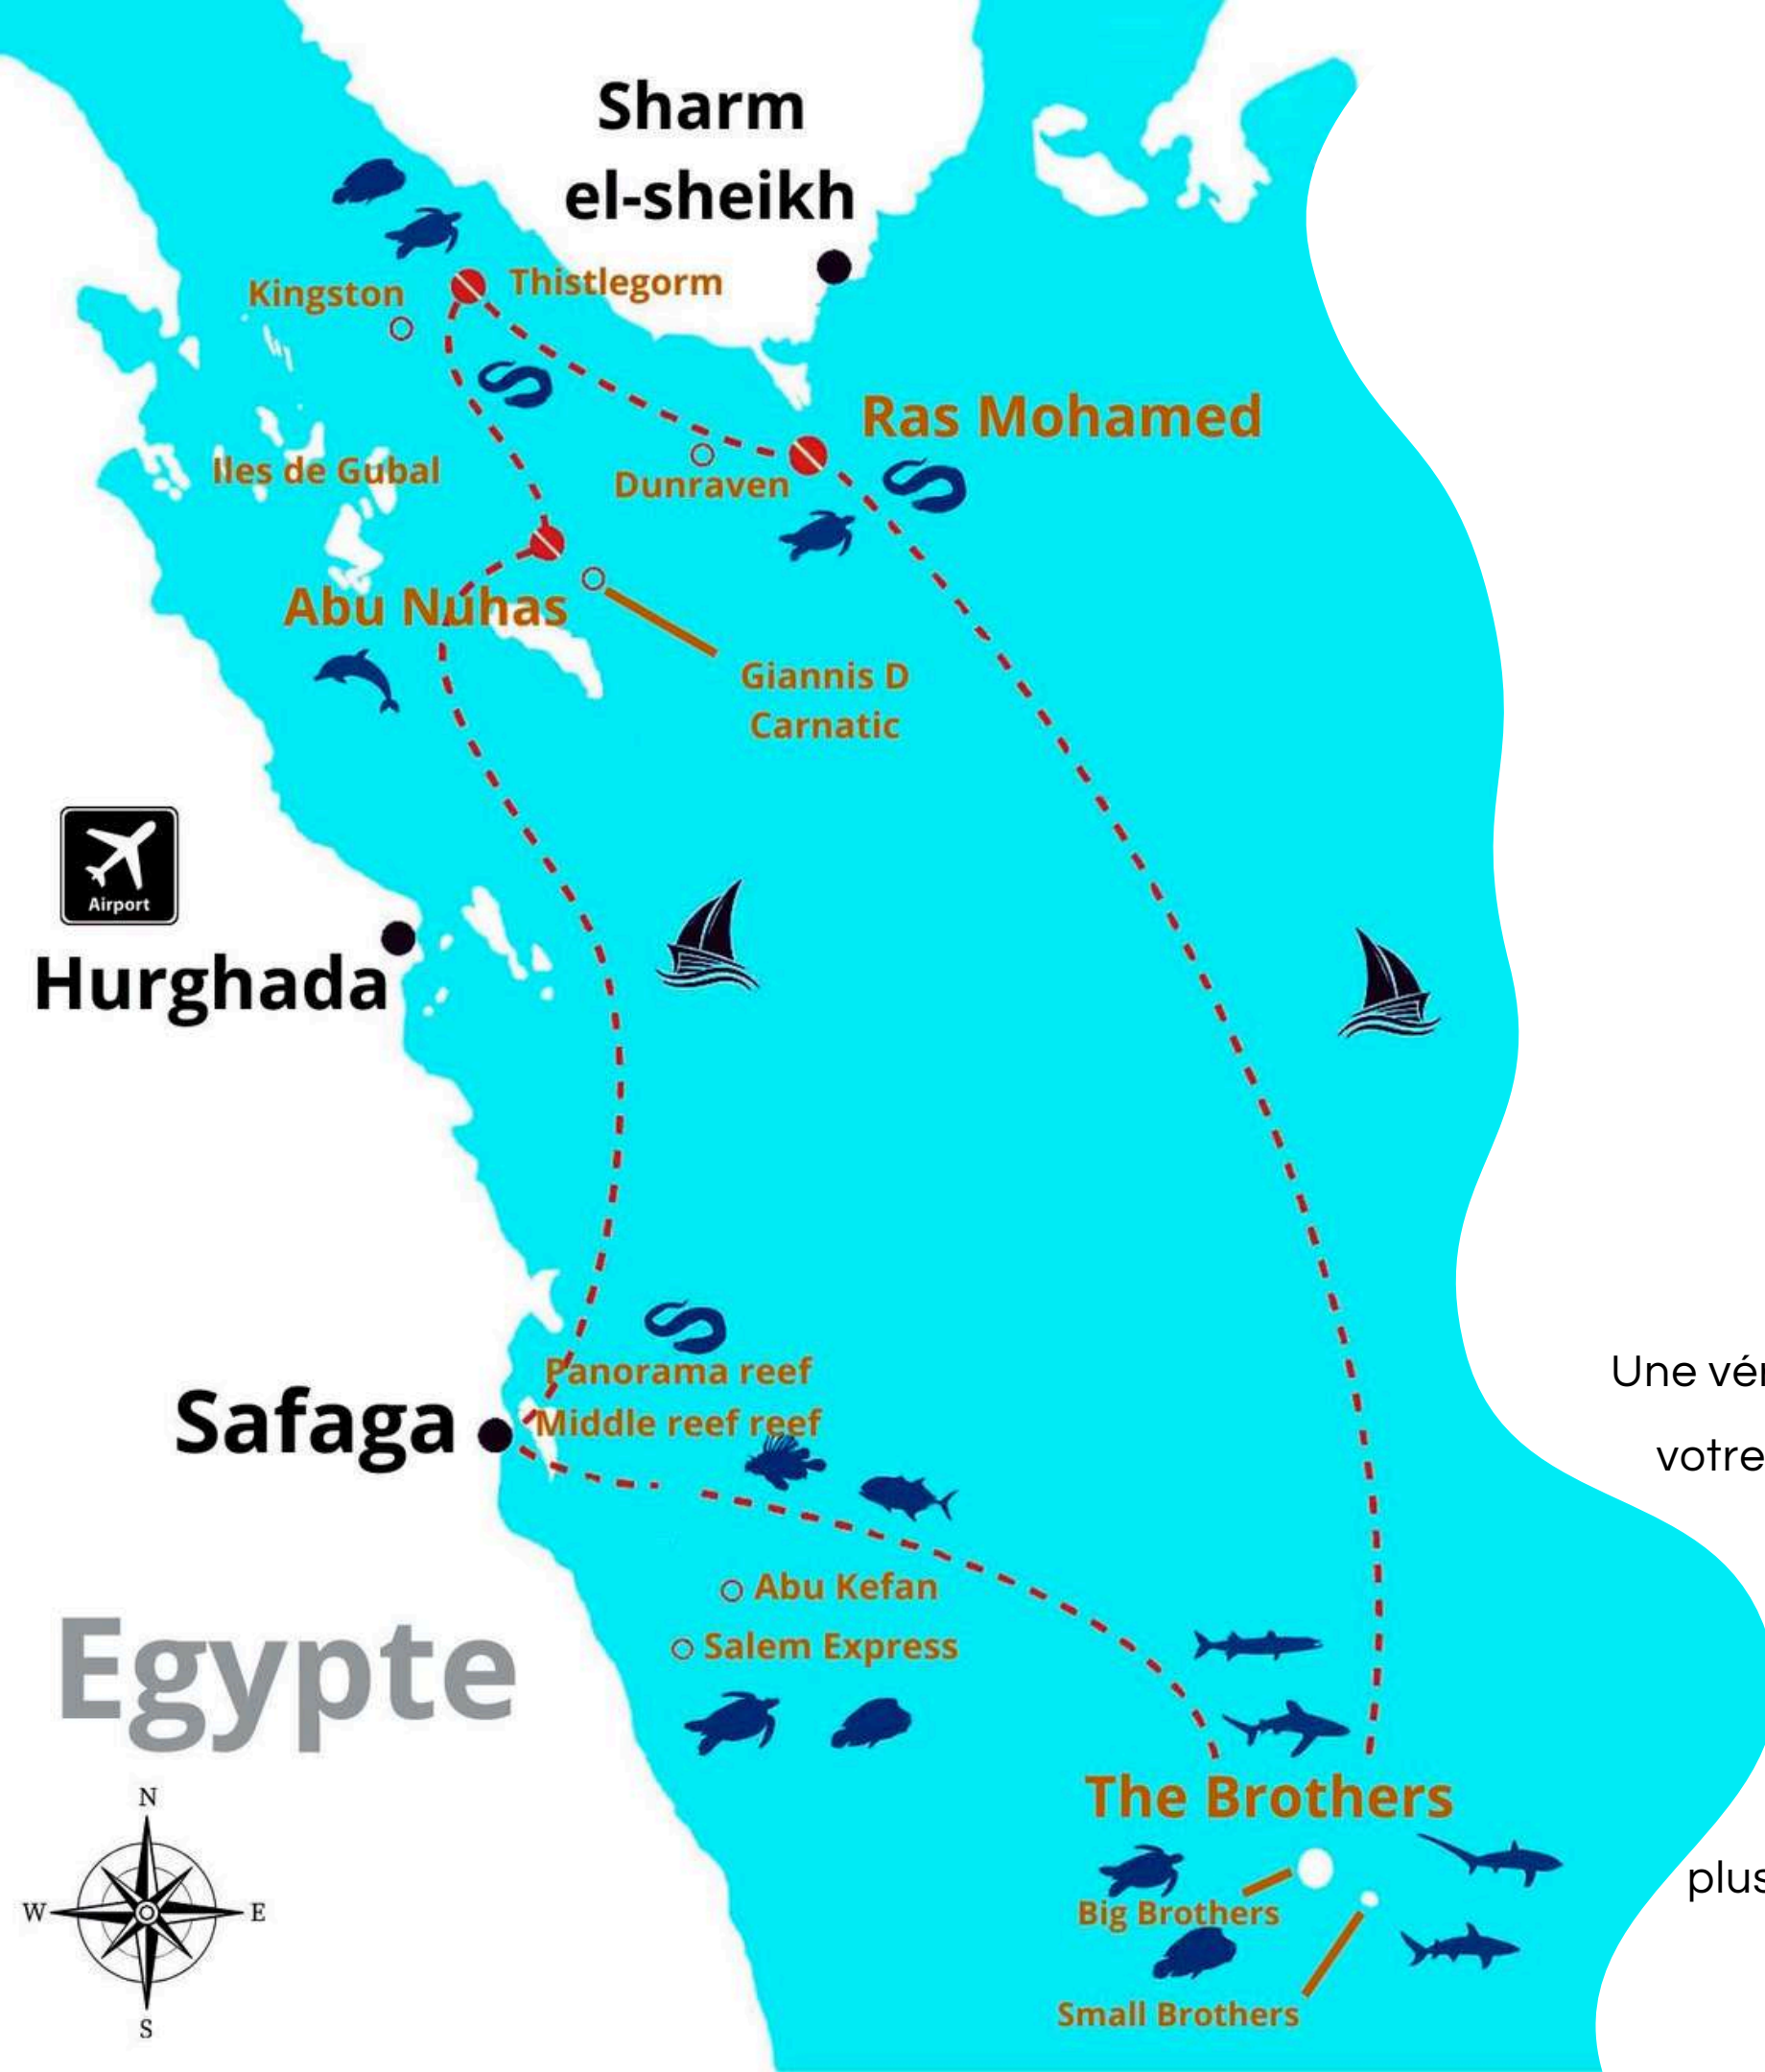 Sharm
el-sheikh
Kingston
Thistlegorm
Ras Mohamed
Iles de Gubal
Dunraven
Abu Nuhas
Giannis D
Carnatic
Airport
Hurghada
Panorama reef
Middle reef reef
Safaga
Une
votre
Abu Kefan
Salem Express
Egypte
The Brothers
plus
Big Brothers
Small Brothers
N
W
E
S